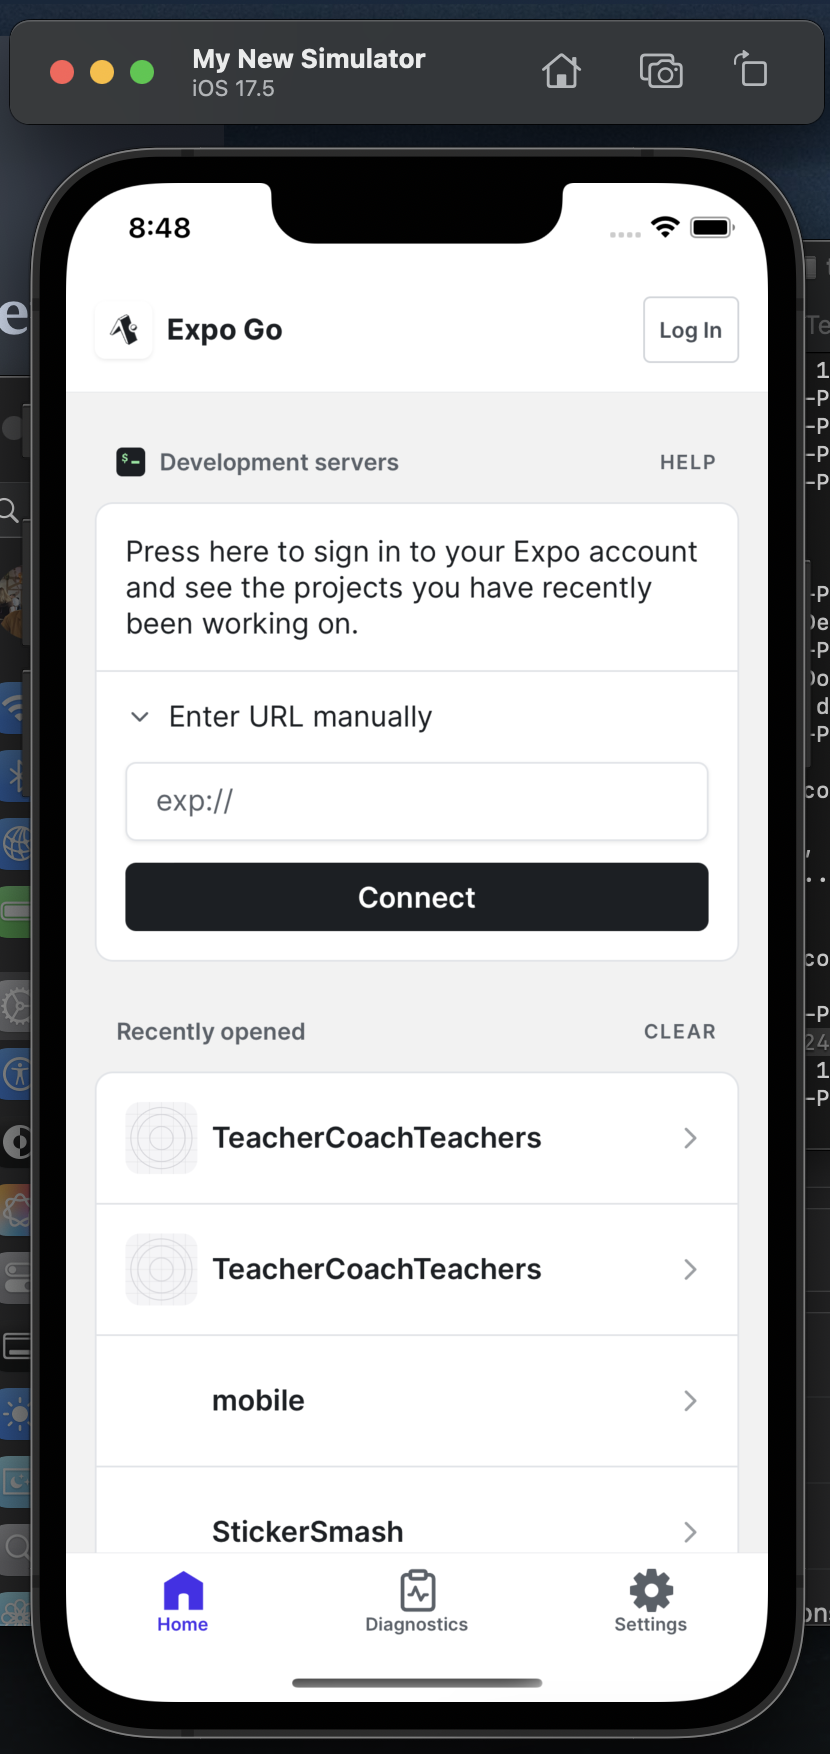 My New Simulator
iOS 17.5
8:48
Expo Go
Log In
Development servers
HELP
Press here to sign in to your Expo account
and see the projects you have recently
been working on.
Enter URL manually
exp://
Connect
Recently opened
CLEAR
TeacherCoachTeachers
TeacherCoachTeachers
mobile
StickerSmash
Home
Diagnostics
Settings